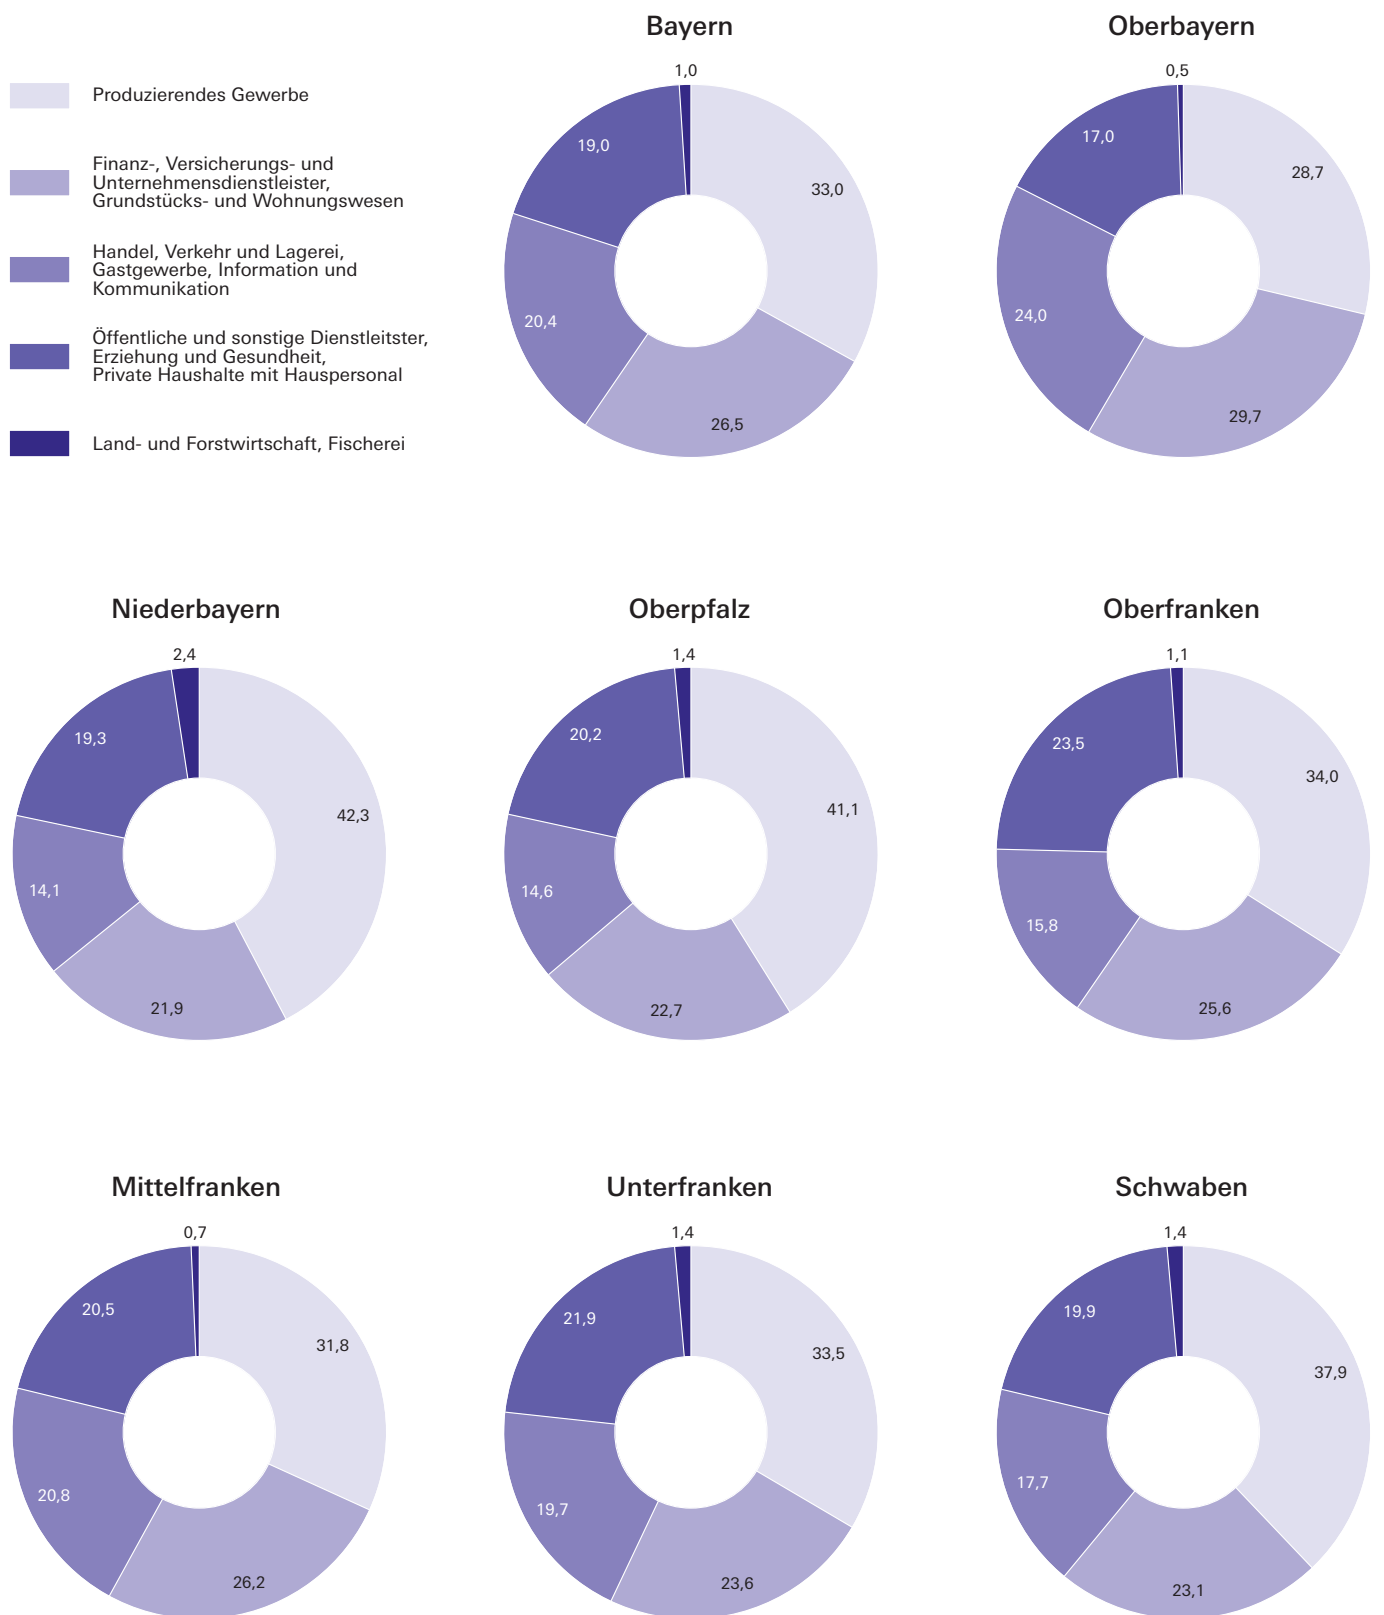 Bayern
Oberbayern
Produzierendes Gewerbe
Finanz-, Versicherungs- und
Unternehmensdienstleister,
Grundstücks- und Wohnungswesen
Handel, Verkehr und Lagerei,
Gastgewerbe, Information und
Kommunikation
Öffentliche und sonstige Dienstleitster,
Erziehung und Gesundheit,
Private Haushalte mit Hauspersonal
Land- und Forstwirtschaft, Fischerei
1,0
19,0
33,0
20,4
26,5
0,5
17,0
28,7
24,0
29,7
Niederbayern
2,4
19,3
42,3
14,1
21,9
Oberpfalz
1,4
20,2
41,1
14,6
22,7
Oberfranken
1,1
23,5
34,0
15,8
25,6
Mittelfranken
0,7
20,5
31,8
20,8
26,2
Unterfranken
1,4
21,9
33,5
19,7
23,6
Schwaben
1,4
19,9
37,9
17,7
23,1